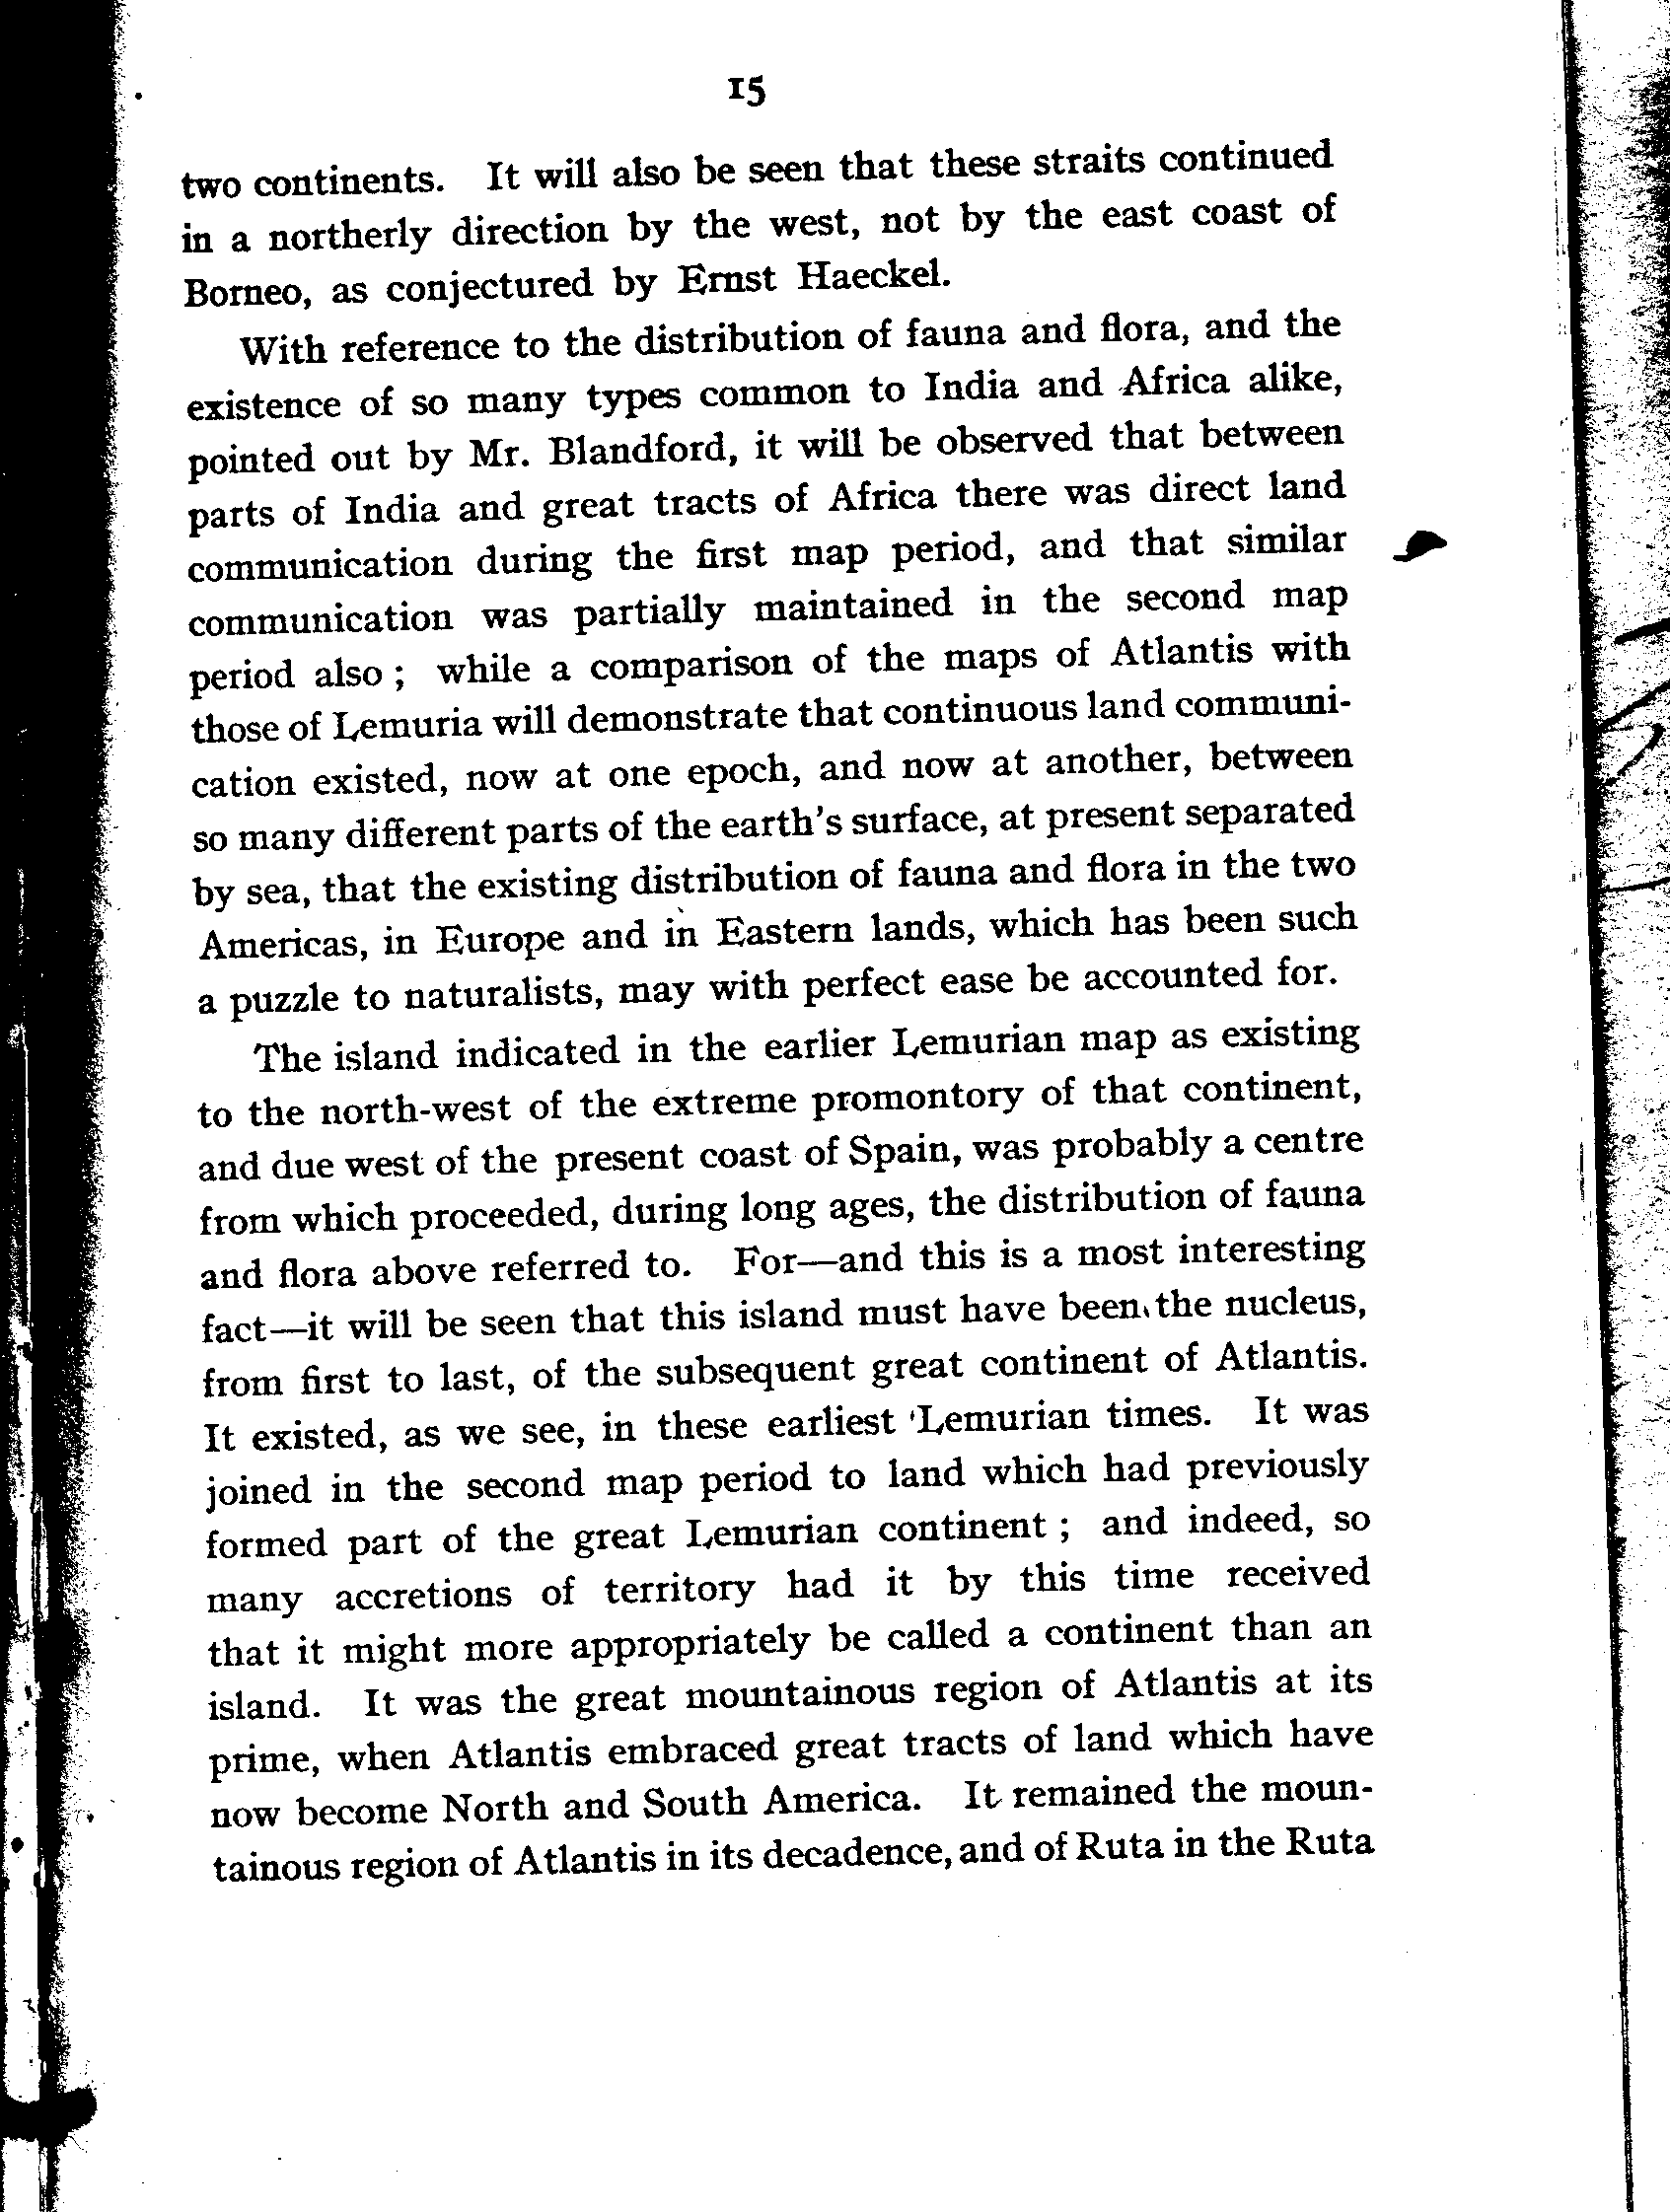 15
two continents. It will also be seen that these straits continued
in a northerly direction by the west, not by the east coast of
Borneo, as conjectured by Ernst Haeckel.
With reference to the distribution of fauna and flora, and the
existence of so many types common to India and Africa alike,
pointed out by Mr. Blandford, it will be observed that between
parts of India and great tracts of Africa there was direct land
communication during the first map period, and that similar
communication was partially maintained in the second map
period also ; while a comparison of the maps of Atlantis with
those of Lemuria will demonstrate that continuous land communi-
cation existed, now at one epoch, and now at another, between
so many different parts of the earth's surface, at present separated
by sea, that the existing distribution of fauna and flora in the two
Americas, in Europe and in Eastern lands, which has been such
a puzzle to naturalists, may with perfect ease be accounted for.
The island indicated in the earlier Lemurian map as existing
to the north-west of the extreme promontory of that continent,
and due west of the present coast of Spain, was probably a centre
from which proceeded, during long ages, the distribution of fauna
and flora above referred to. For—and this is a most interesting
fact—it will be seen that this island must have been the nucleus,
from first to last, of the subsequent great continent of Atlantis.
It existed, as we see, in these earliest Lemurian times. It was
joined in the second map period to land which had previously
formed part of the great Lemurian continent ; and indeed, so
many accretions of territory had it by this time received
that it might more appropriately be called a continent than an
island. It was the great mountainous region of Atlantis at its
prime, when Atlantis embraced great tracts of land which have
now become North and South America. It remained the moun-
tainous region of Atlantis in its decadence, and of Ruta in the Ruta